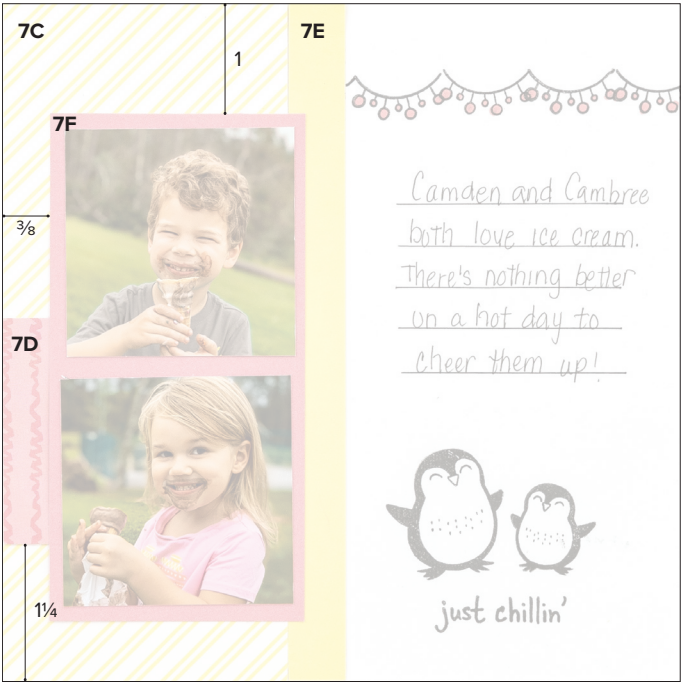 7C
7E
1
7F
⅜
7D
1¼
Camden and Cambree
both love ice cream.
There's nothing better
on a hot day to
cheer them up!
just chillin'